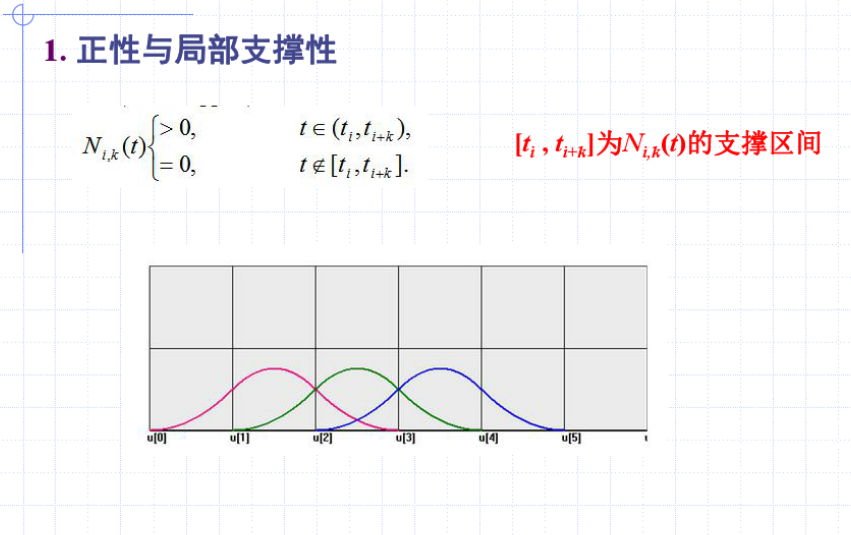 1. 正性与局部支撑性
N_{i,k}(t) { > 0, t ∈ (t_i, t_{i+k}),
= 0, t ∉ [t_i, t_{i+k}].
[t_i , t_{i+k}]为N_{i,k}(t)的支撑区间
u[0] u[1] u[2] u[3] u[4] u[5]